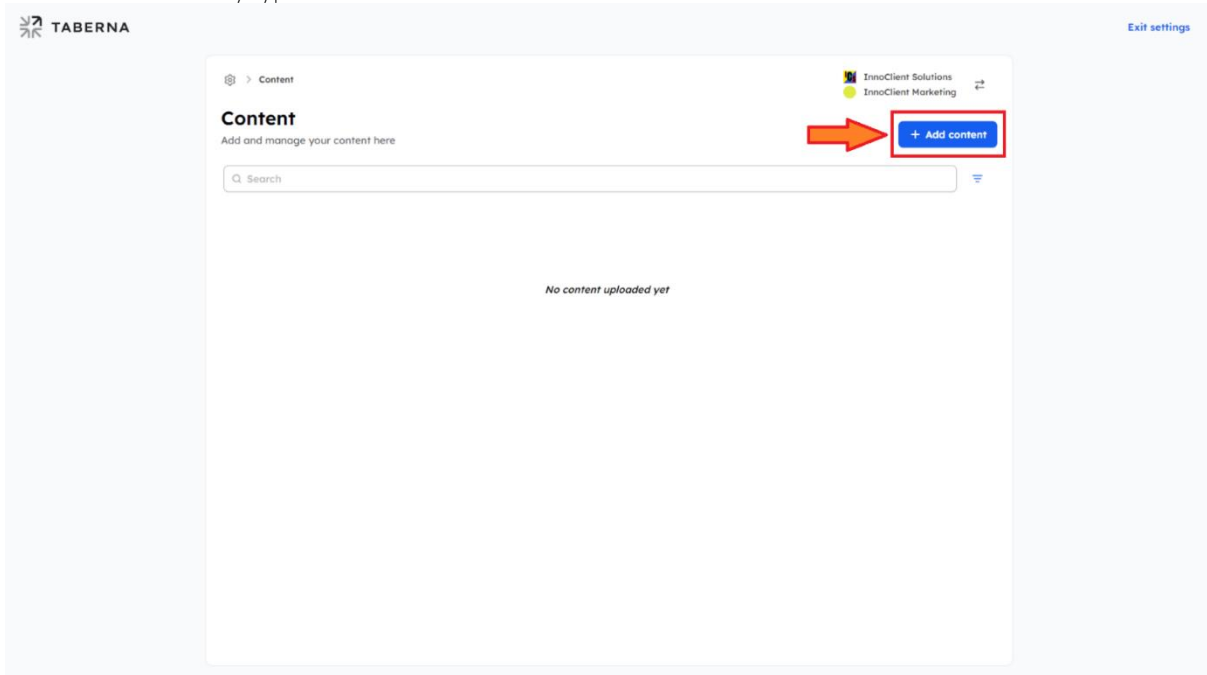 TABERNA
Exit settings
> Content
InnoClient Solutions
InnoClient Marketing
Content
Add and manage your content here
+ Add content
Search
No content uploaded yet